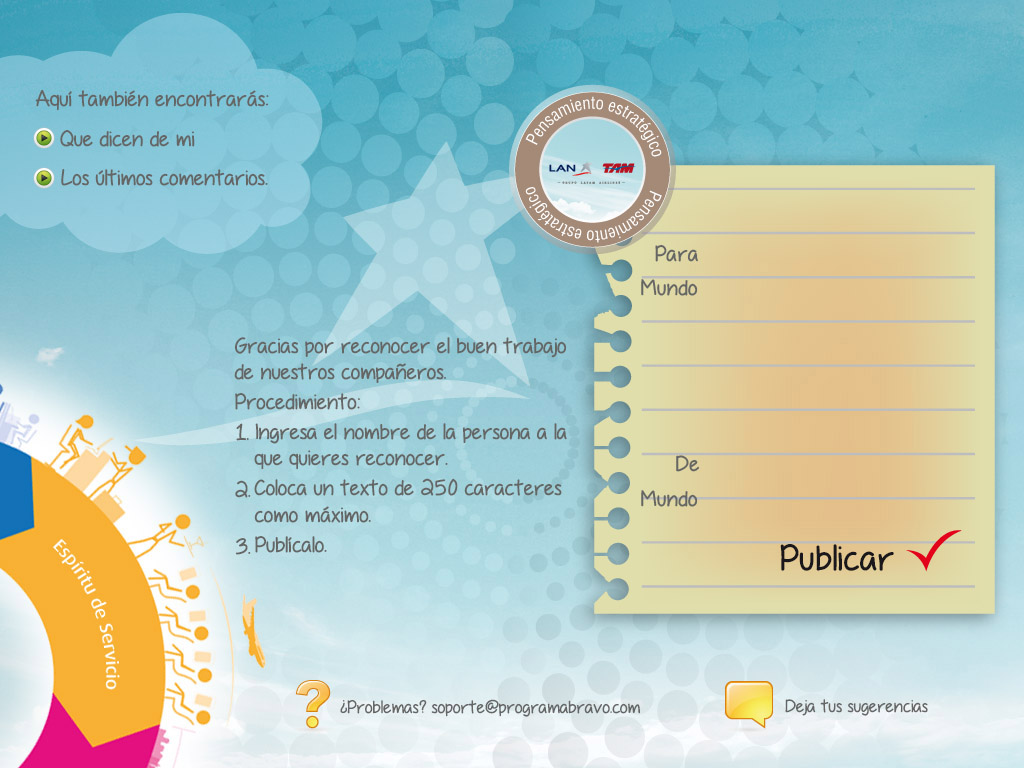 Aquí también encontrarás:
Que dicen de mi
Los últimos comentarios.
Pensamiento estratégico
LAN TAM
GRUPO LATAM AIRLINES
Pensamiento estratégico
Para
Mundo
Gracias por reconocer el buen trabajo
de nuestros compañeros.
Procedimiento:
1. Ingresa el nombre de la persona a la
que quieres reconocer.
2. Coloca un texto de 250 caracteres
como máximo.
3. Publícalo.
De
Mundo
Publicar
Espíritu de Servicio
¿Problemas? soporte@programabravo.com
Deja tus sugerencias